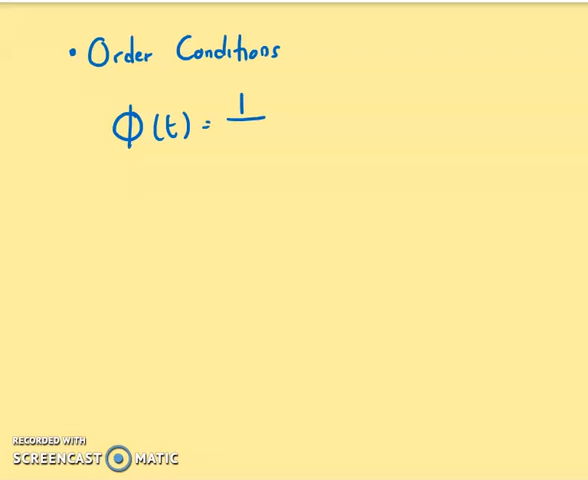 • Order Conditions
Φ(t) = 1/
RECORDED WITH
SCREENCAST MATIC